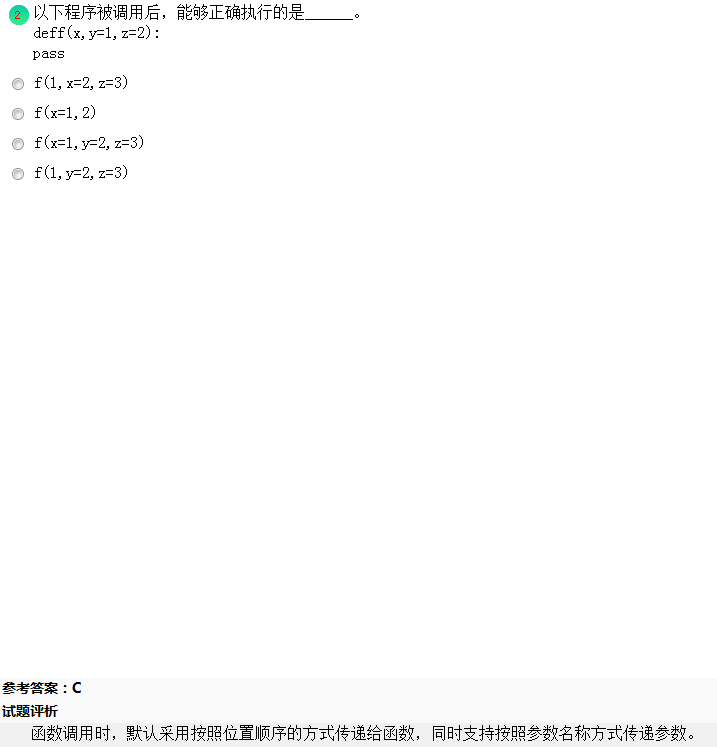 2 以下程序被调用后，能够正确执行的是______。
deff(x,y=1,z=2):
pass
f(1,x=2,z=3)
f(x=1,2)
f(x=1,y=2,z=3)
f(1,y=2,z=3)
参考答案：C
试题评析
函数调用时，默认采用按照位置顺序的方式传递给函数，同时支持按照参数名称方式传递参数。